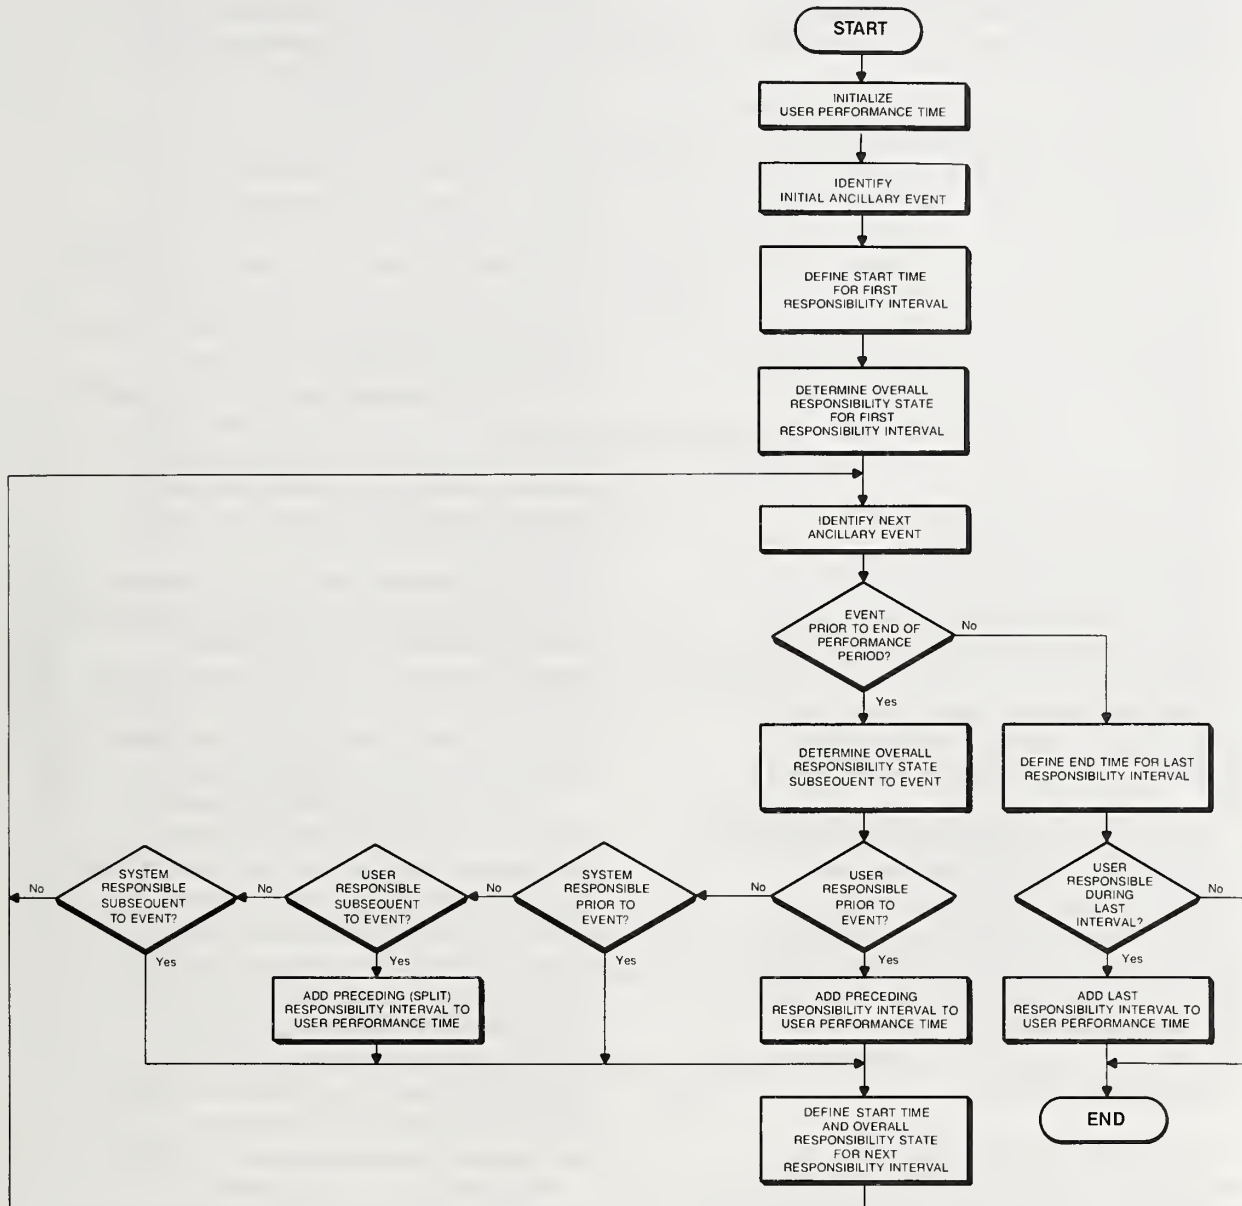 START
INITIALIZE
USER PERFORMANCE TIME
IDENTIFY
INITIAL ANCILLARY EVENT
DEFINE START TIME
FOR FIRST
RESPONSIBILITY INTERVAL
DETERMINE OVERALL
RESPONSIBILITY STATE
FOR FIRST
RESPONSIBILITY INTERVAL
IDENTIFY NEXT
ANCILLARY EVENT
EVENT
PRIOR TO END OF
PERFORMANCE
PERIOD?
No
Yes
DETERMINE OVERALL
RESPONSIBILITY STATE
SUBSEQUENT TO EVENT
DEFINE END TIME FOR LAST
RESPONSIBILITY INTERVAL
No
SYSTEM
RESPONSIBLE
SUBSEQUENT
TO EVENT?
Yes
No
USER
RESPONSIBLE
SUBSEQUENT
TO EVENT?
Yes
No
SYSTEM
RESPONSIBLE
PRIOR TO
EVENT?
Yes
No
USER
RESPONSIBLE
PRIOR TO
EVENT?
Yes
USER
RESPONSIBLE
DURING
LAST
INTERVAL?
No
Yes
ADD PRECEDING (SPLIT)
RESPONSIBILITY INTERVAL TO
USER PERFORMANCE TIME
ADD PRECEDING
RESPONSIBILITY INTERVAL TO
USER PERFORMANCE TIME
ADD LAST
RESPONSIBILITY INTERVAL TO
USER PERFORMANCE TIME
DEFINE START TIME
AND OVERALL
RESPONSIBILITY STATE
FOR NEXT
RESPONSIBILITY INTERVAL
END